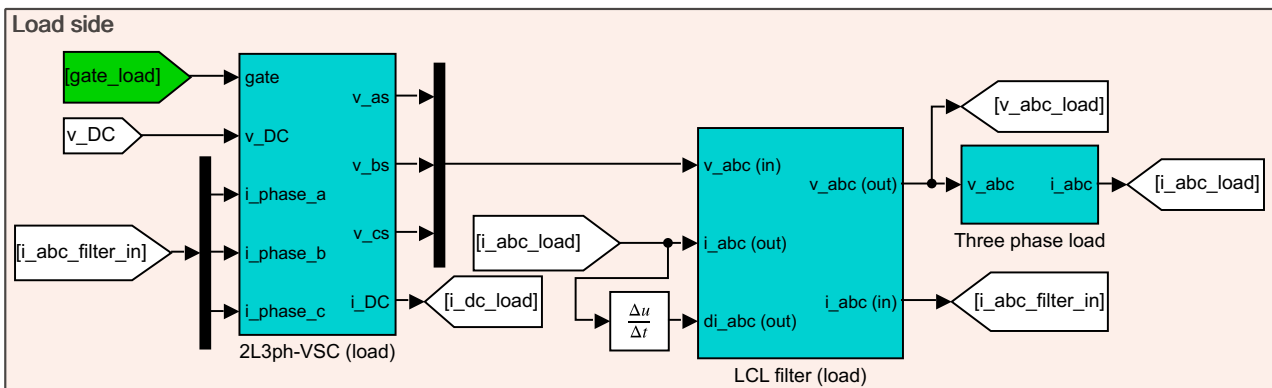 Load side
[gate_load]
v_DC
[i_abc_filter_in]
gate
v_DC
i_phase_a
i_phase_b
i_phase_c
v_as
v_bs
v_cs
i_DC
2L3ph-VSC (load)
[i_dc_load]
[i_abc_load]
Δu
Δt
v_abc (in)
i_abc (out)
di_abc (out)
v_abc (out)
i_abc (in)
LCL filter (load)
[v_abc_load]
v_abc
i_abc
Three phase load
[i_abc_load]
[i_abc_filter_in]